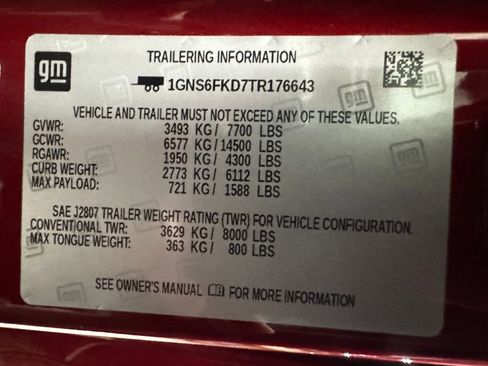 gm
TRAILERING INFORMATION
1GNS6FKD7TR176643
VEHICLE AND TRAILER MUST NOT EXCEED ANY OF THESE VALUES.
GVWR: 3493 KG / 7700 LBS
GCWR: 6577 KG / 14500 LBS
RGAWR: 1950 KG / 4300 LBS
CURB WEIGHT: 2773 KG / 6112 LBS
MAX PAYLOAD: 721 KG / 1588 LBS
SAE J2807 TRAILER WEIGHT RATING (TWR) FOR VEHICLE CONFIGURATION.
CONVENTIONAL TWR: 3629 KG / 8000 LBS
MAX TONGUE WEIGHT: 363 KG / 800 LBS
SEE OWNER'S MANUAL FOR MORE INFORMATION